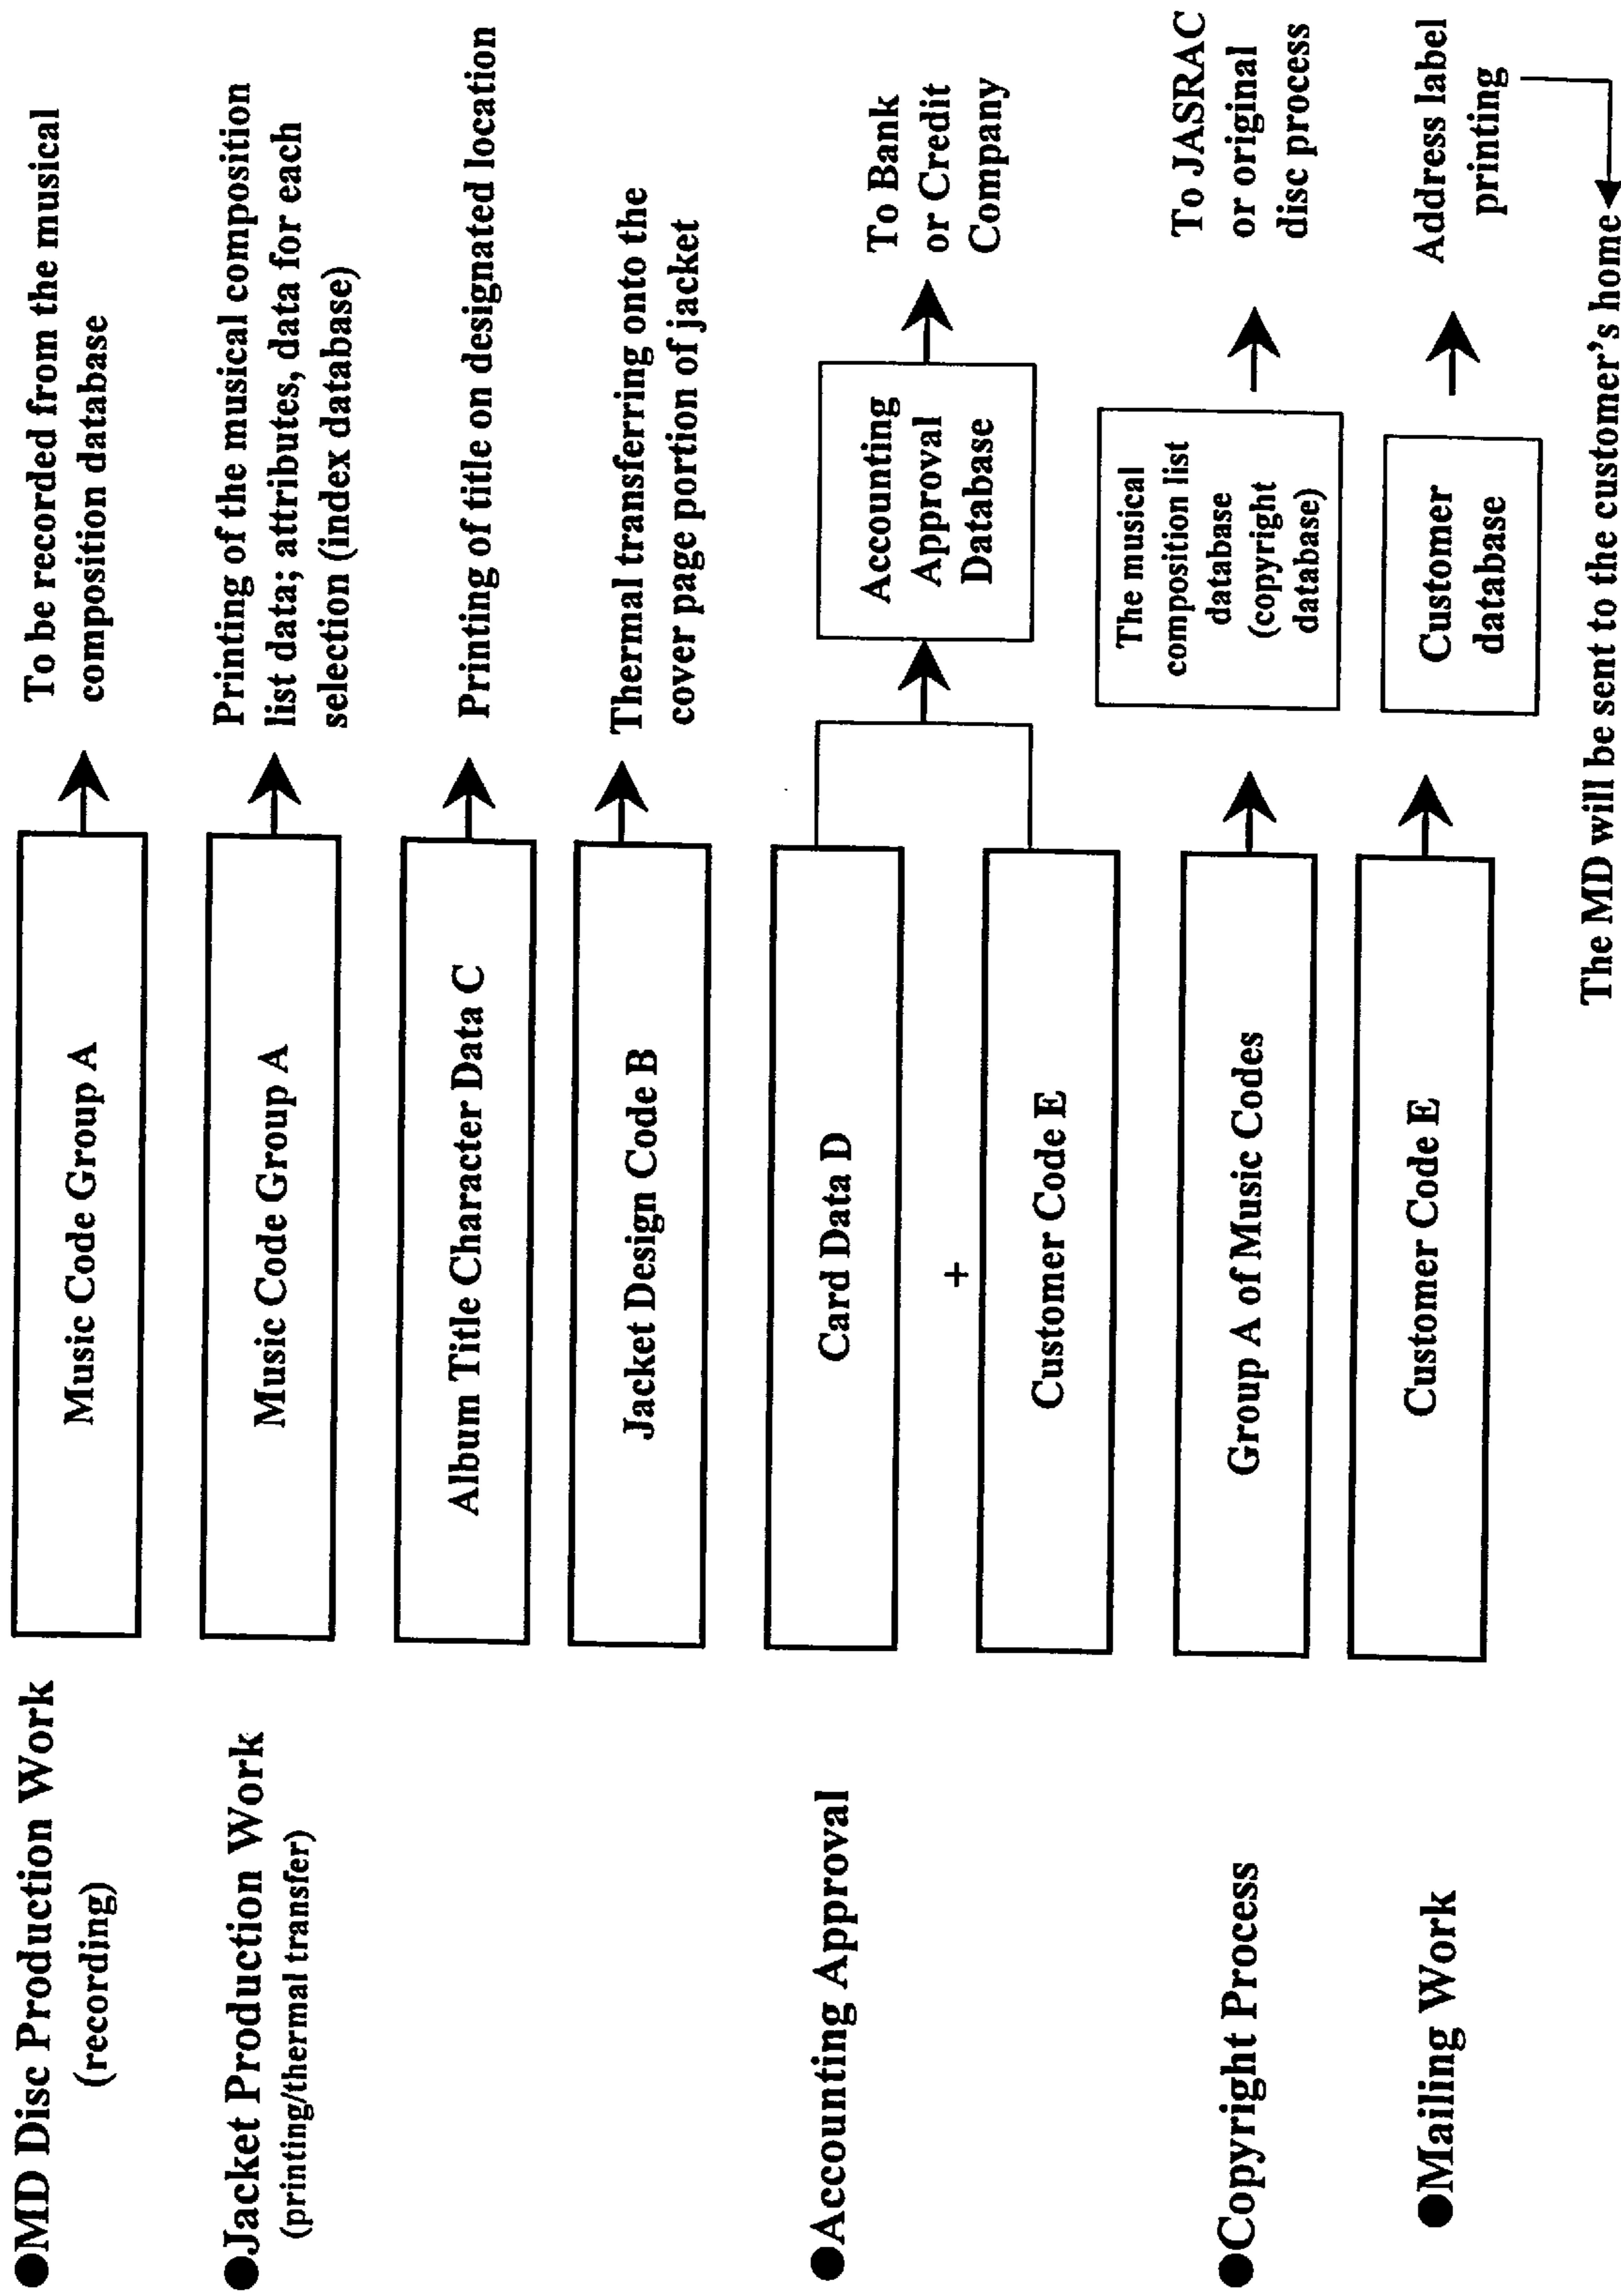 ●MD Disc Production Work
(recording)
Music Code Group A
To be recorded from the musical
composition database
●Jacket Production Work
(printing/thermal transfer)
Music Code Group A
Printing of the musical composition
list data; attributes, data for each
selection (index database)
Album Title Character Data C
Printing of title on designated location
Jacket Design Code B
Thermal transferring onto the
cover page portion of jacket
●Accounting Approval
Card Data D
+
Customer Code E
Accounting
Approval
Database
To Bank
or Credit
Company
●Copyright Process
Group A of Music Codes
The musical
composition list
database
(copyright
database)
To JASRAC
or original
disc process
●Mailing Work
Customer Code E
Customer
database
Address label
printing
The MD will be sent to the customer's home